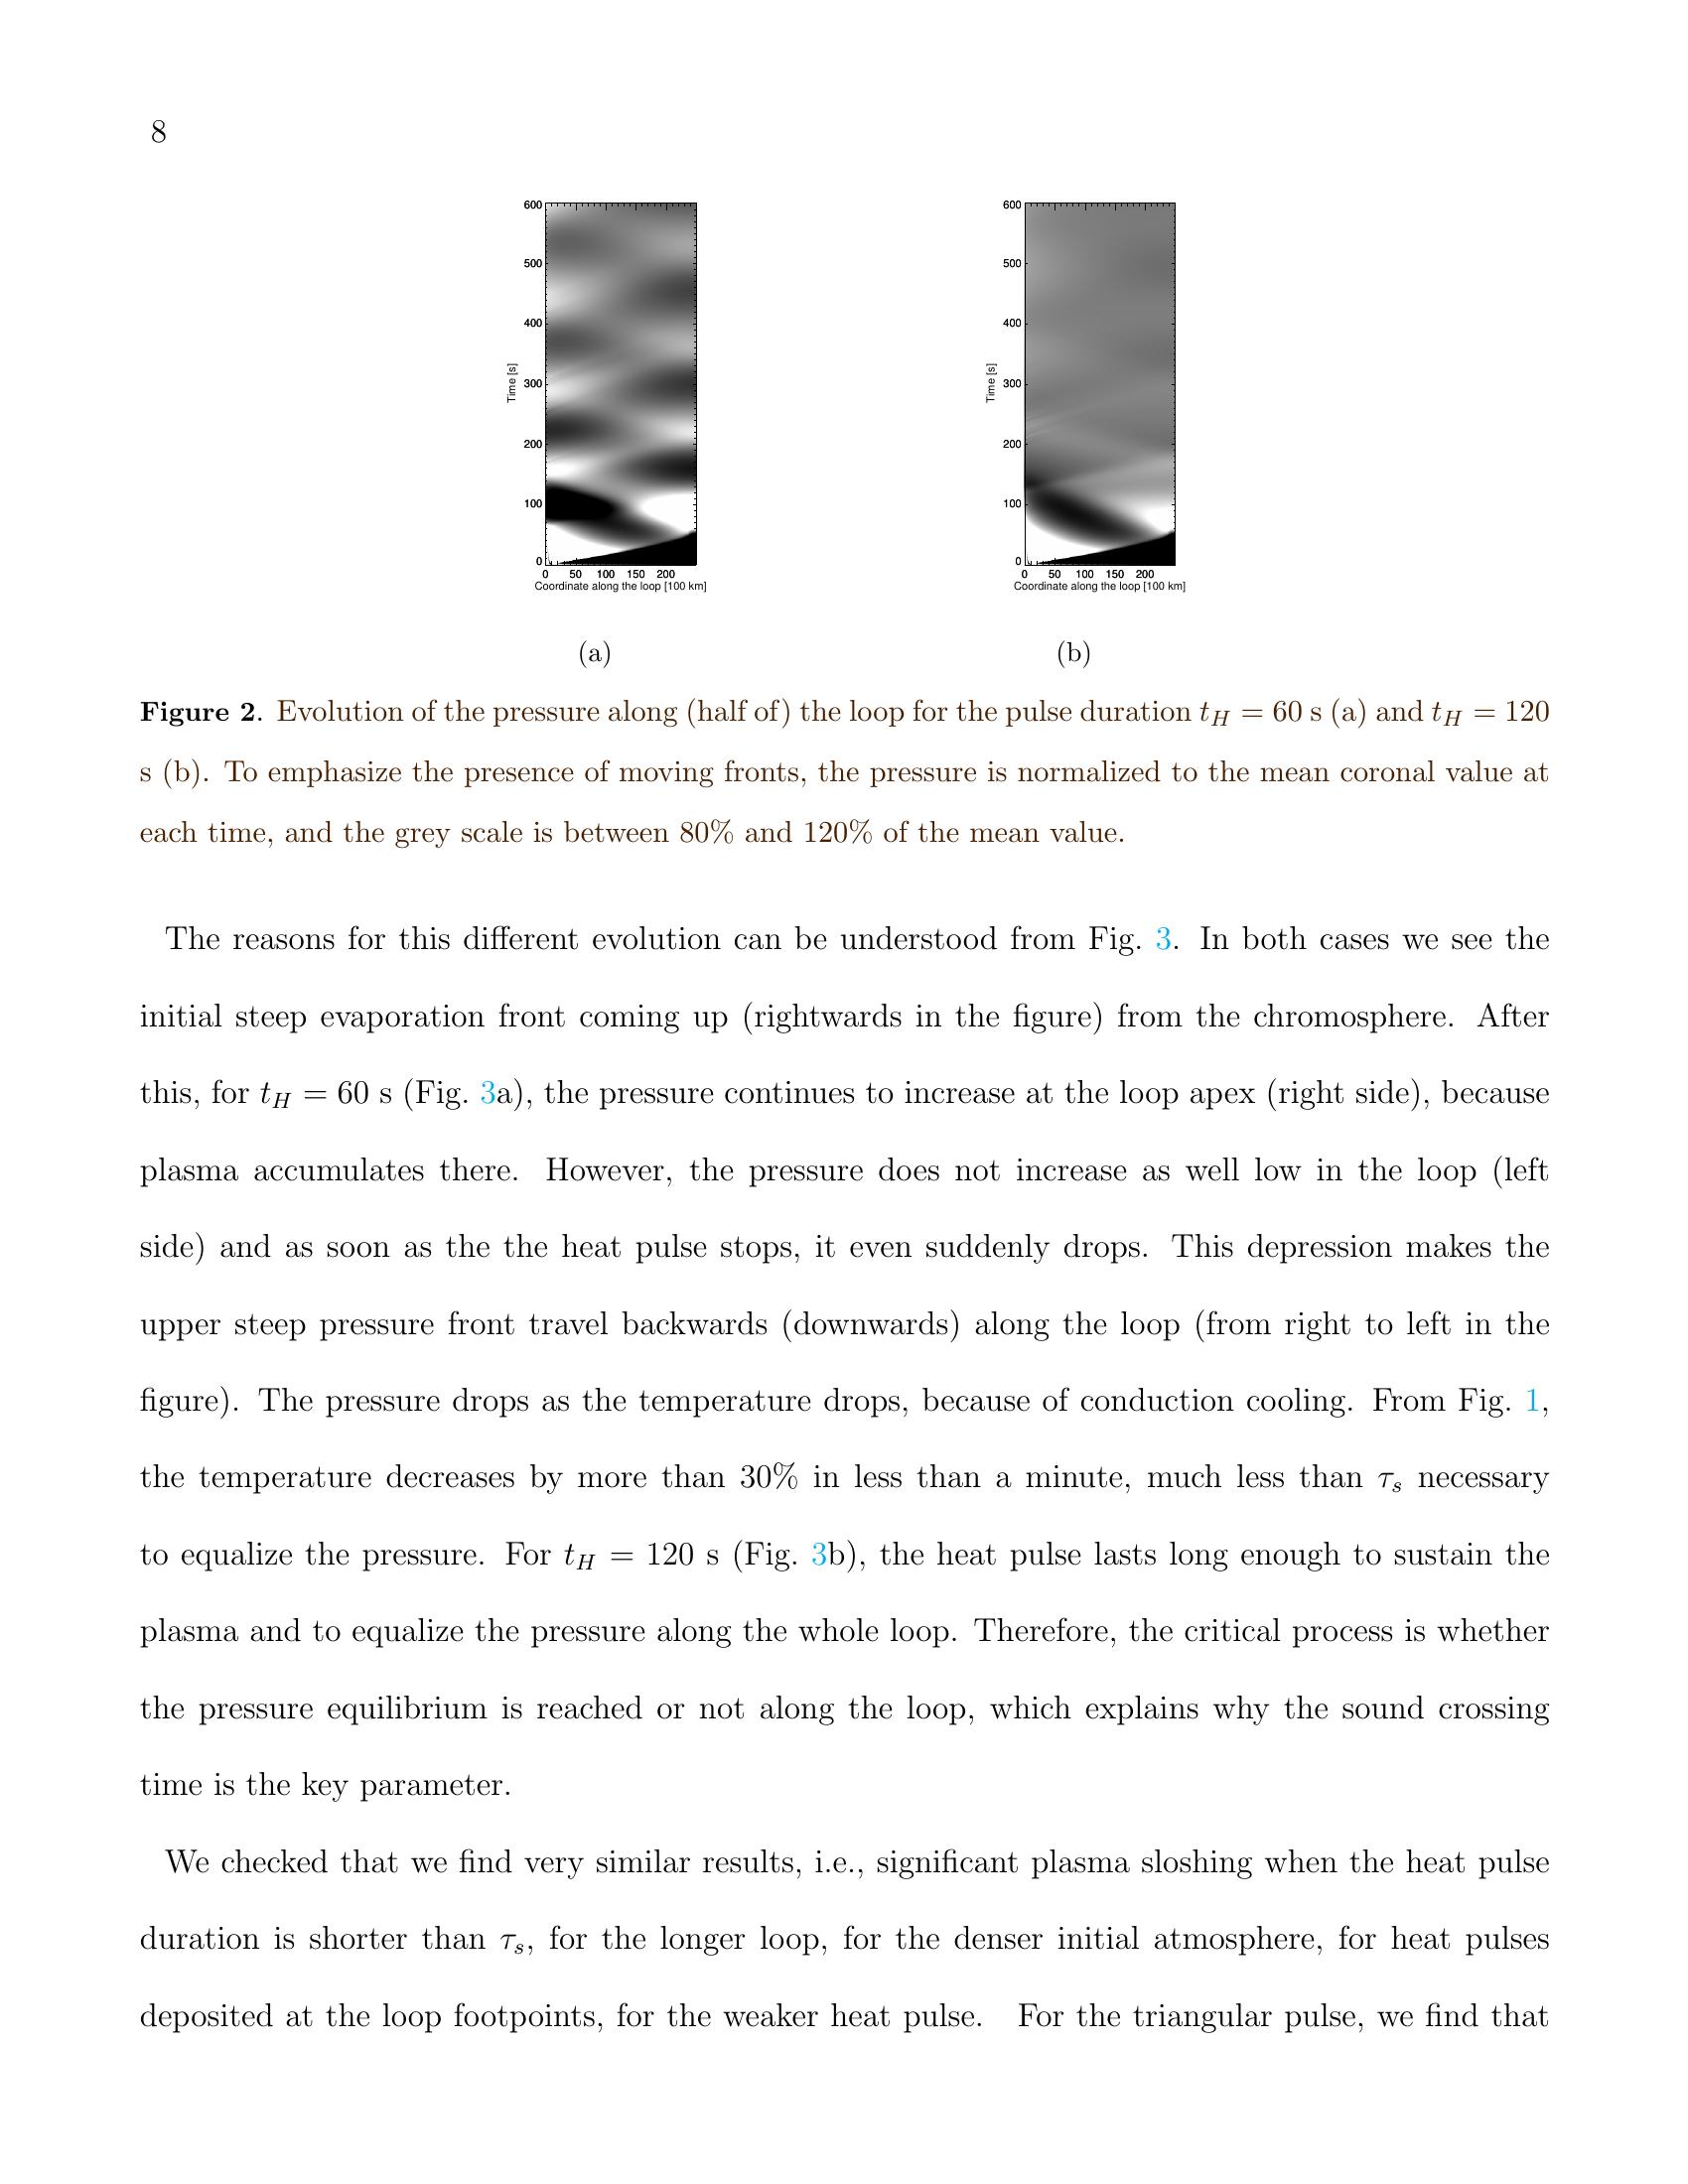 8
600
500
400
300
200
100
0
Time [s]
0 50 100 150 200
Coordinate along the loop [100 km]
(a)
600
500
400
300
200
100
0
Time [s]
0 50 100 150 200
Coordinate along the loop [100 km]
(b)
Figure 2. Evolution of the pressure along (half of) the loop for the pulse duration t_H = 60 s (a) and t_H = 120
s (b). To emphasize the presence of moving fronts, the pressure is normalized to the mean coronal value at
each time, and the grey scale is between 80% and 120% of the mean value.
The reasons for this different evolution can be understood from Fig. 3. In both cases we see the
initial steep evaporation front coming up (rightwards in the figure) from the chromosphere. After
this, for t_H = 60 s (Fig. 3a), the pressure continues to increase at the loop apex (right side), because
plasma accumulates there. However, the pressure does not increase as well low in the loop (left
side) and as soon as the the heat pulse stops, it even suddenly drops. This depression makes the
upper steep pressure front travel backwards (downwards) along the loop (from right to left in the
figure). The pressure drops as the temperature drops, because of conduction cooling. From Fig. 1,
the temperature decreases by more than 30% in less than a minute, much less than τ_s necessary
to equalize the pressure. For t_H = 120 s (Fig. 3b), the heat pulse lasts long enough to sustain the
plasma and to equalize the pressure along the whole loop. Therefore, the critical process is whether
the pressure equilibrium is reached or not along the loop, which explains why the sound crossing
time is the key parameter.
We checked that we find very similar results, i.e., significant plasma sloshing when the heat pulse
duration is shorter than τ_s, for the longer loop, for the denser initial atmosphere, for heat pulses
deposited at the loop footpoints, for the weaker heat pulse. For the triangular pulse, we find that